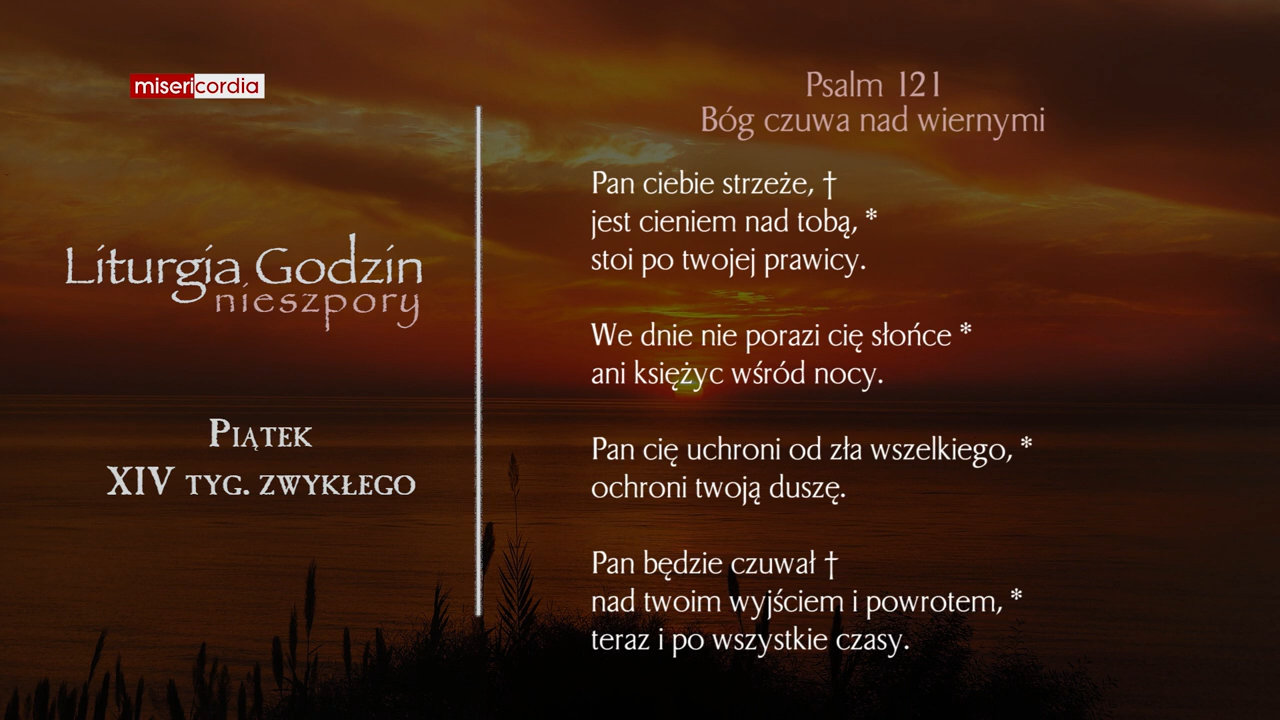 misericordia
Liturgia Godzin
nieszpory
Piątek
XIV tyg. zwykłego
Psalm 121
Bóg czuwa nad wiernymi
Pan ciebie strzeże, †
jest cieniem nad tobą, *
stoi po twojej prawicy.
We dnie nie porazi cię słońce *
ani księżyc wśród nocy.
Pan cię uchroni od zła wszelkiego, *
ochroni twoją duszę.
Pan będzie czuwał †
nad twoim wyjściem i powrotem, *
teraz i po wszystkie czasy.